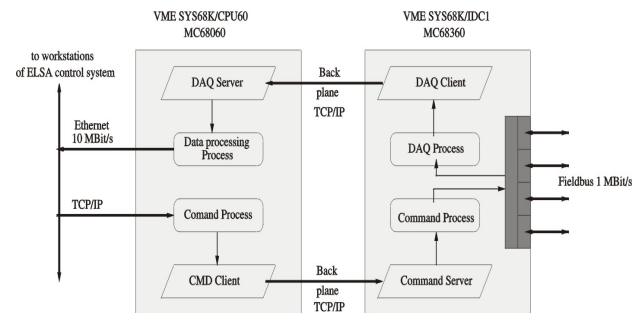 VME SYS68K/CPU60
MC68060
VME SYS68K/IDC1
MC68360
to workstations
of ELSA control system
DAQ Server
Back
plane
TCP/IP
DAQ Client
Ethernet
10 MBit/s
Data processing
Process
DAQ Process
Fieldbus 1 MBit/s
TCP/IP
Comand Process
Command Process
CMD Client
Back
plane
TCP/IP
Command Server